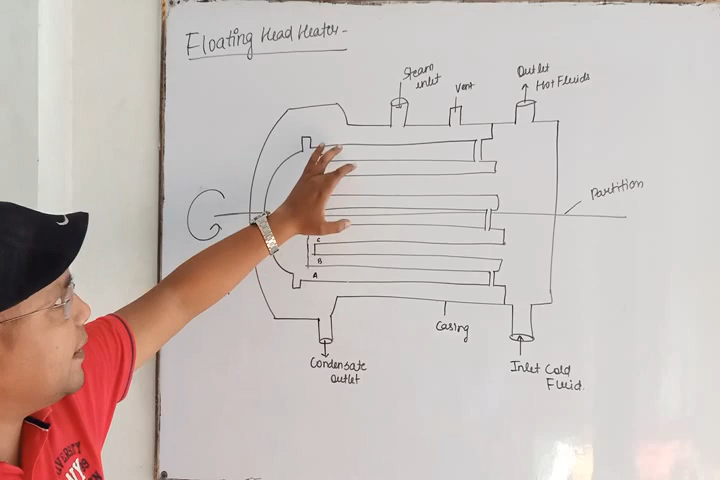 Floating Head Heater -
Steam
inlet
Vent
Outlet
Hot Fluids
Partition
C
B
A
Casing
Condensate
outlet
Inlet Cold
Fluid.